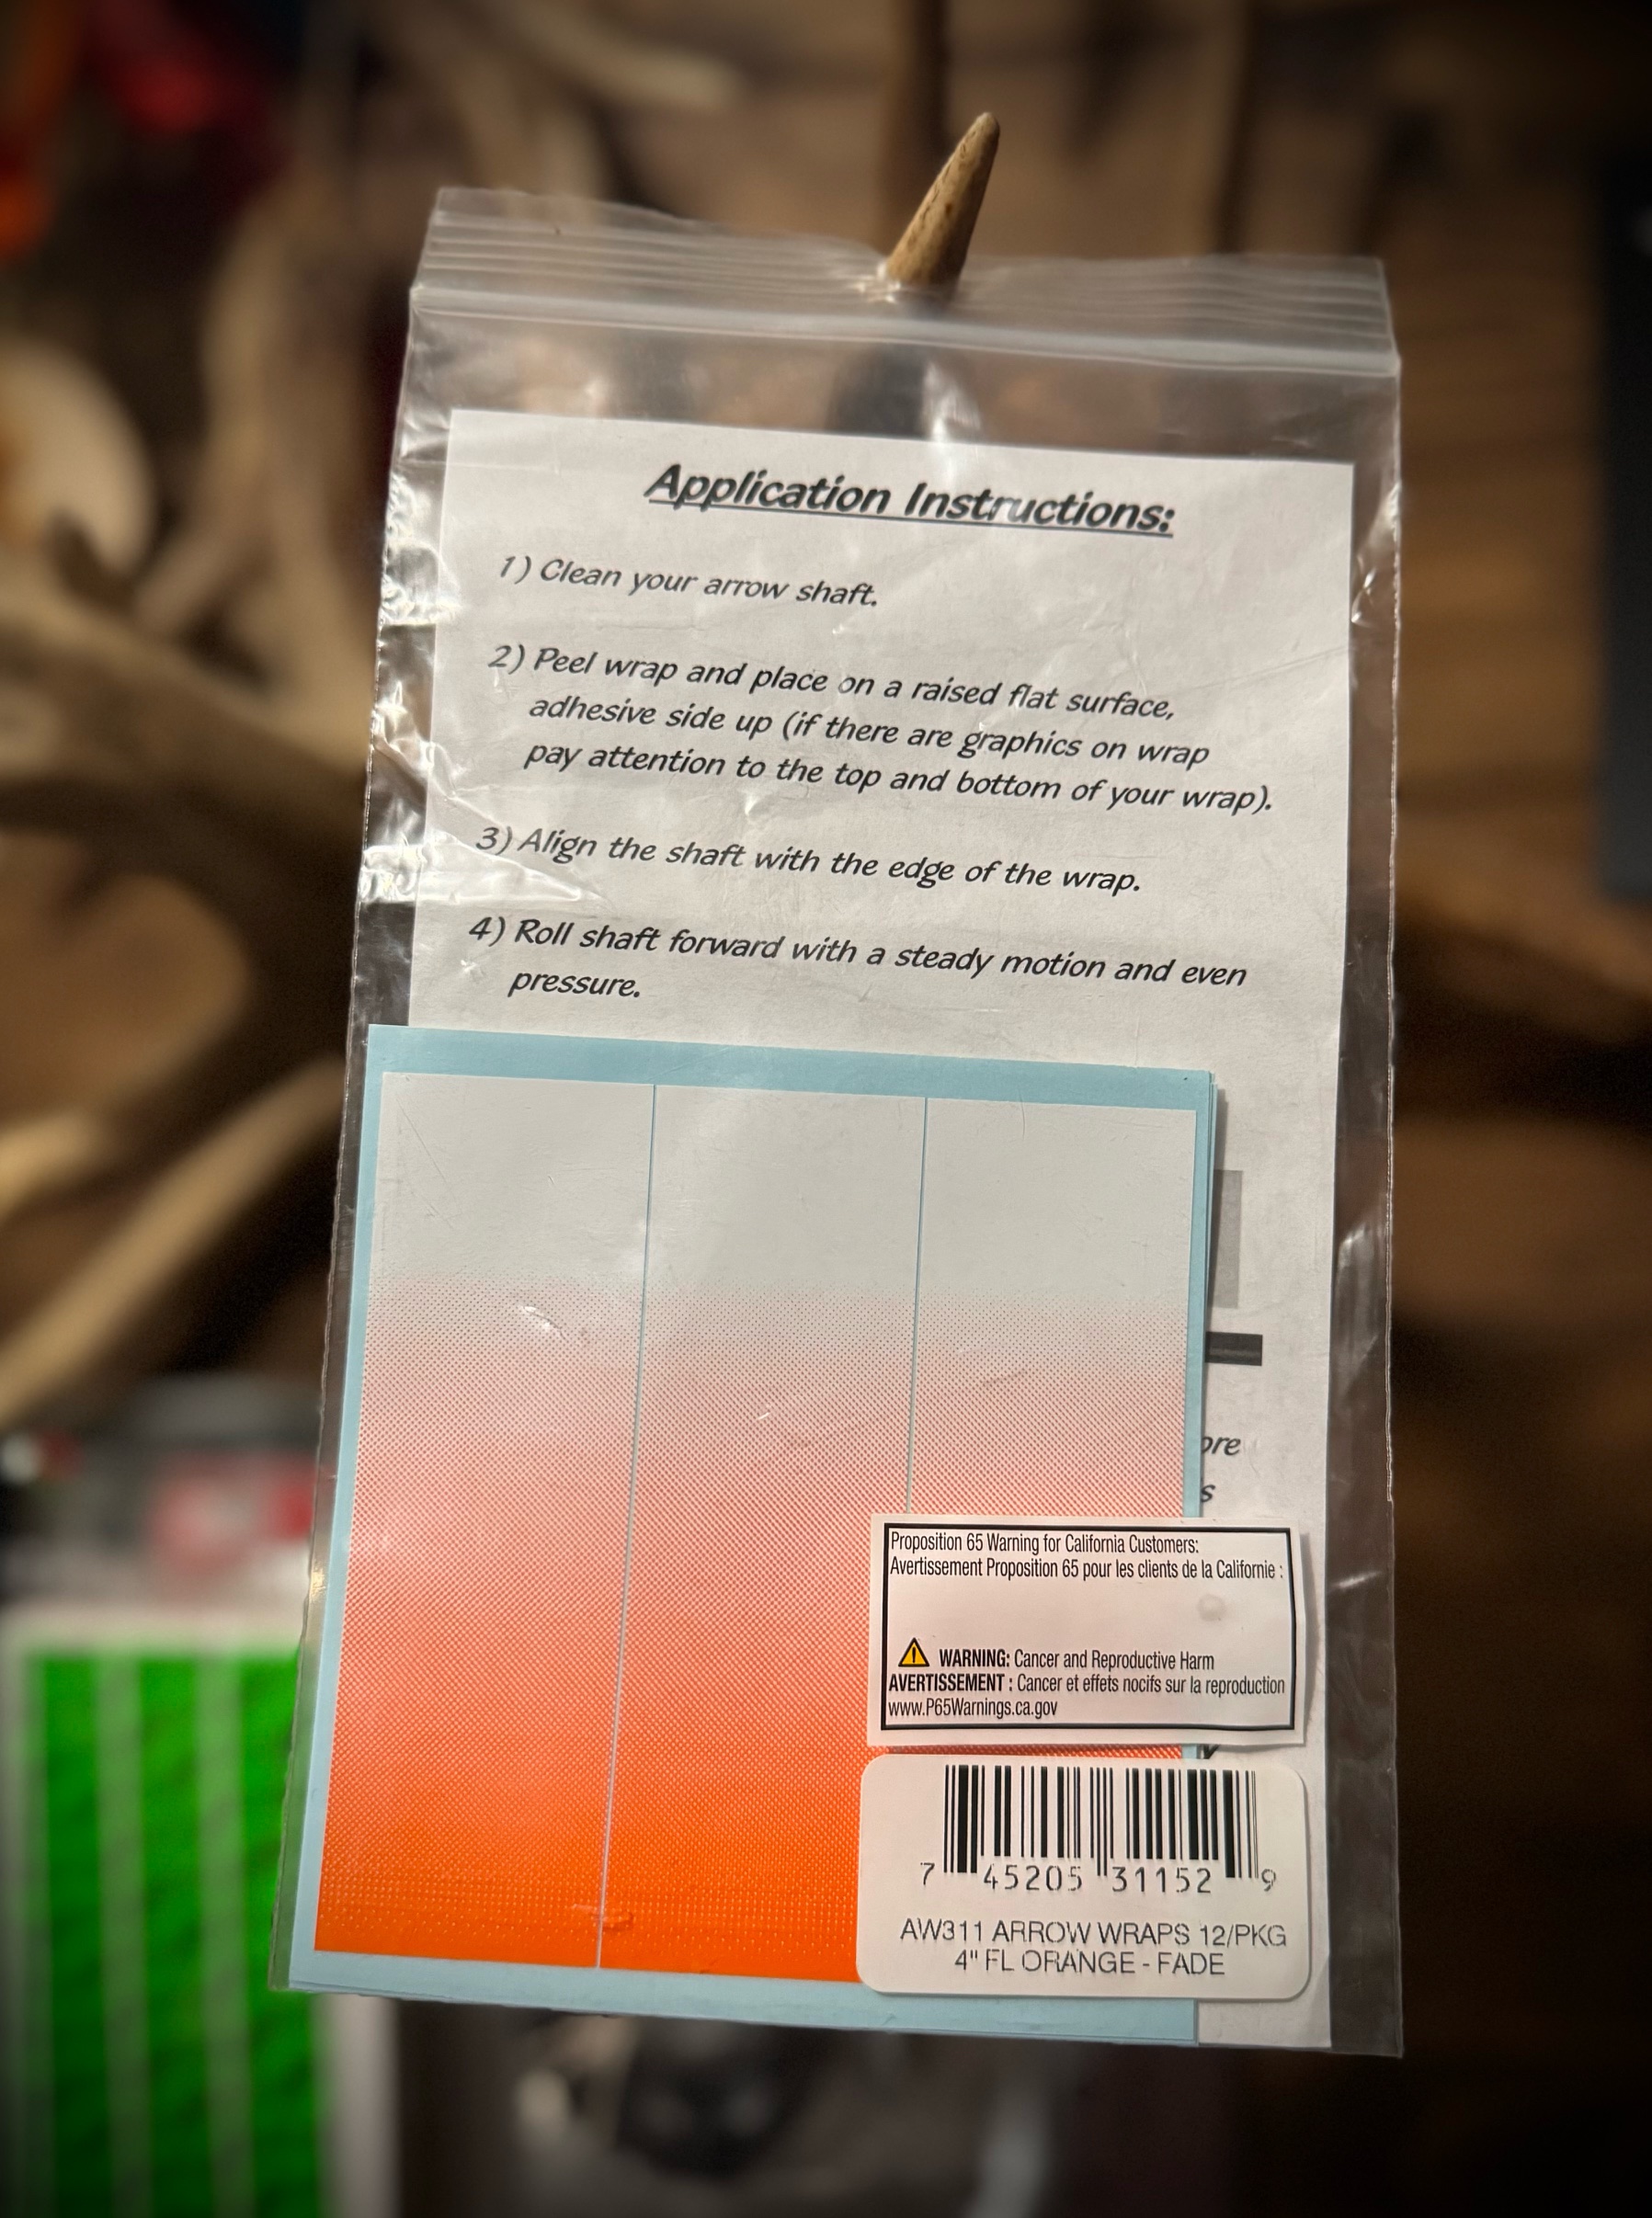 Application Instructions:
1) Clean your arrow shaft.
2) Peel wrap and place on a raised flat surface,
adhesive side up (if there are graphics on wrap
pay attention to the top and bottom of your wrap).
3) Align the shaft with the edge of the wrap.
4) Roll shaft forward with a steady motion and even
pressure.
Proposition 65 Warning for California Customers:
Avertissement Proposition 65 pour les clients de la Californie :
WARNING: Cancer and Reproductive Harm
AVERTISSEMENT : Cancer et effets nocifs sur la reproduction
www.P65Warnings.ca.gov
7 45205 31152 9
AW311 ARROW WRAPS 12/PKG
4" FL ORANGE - FADE